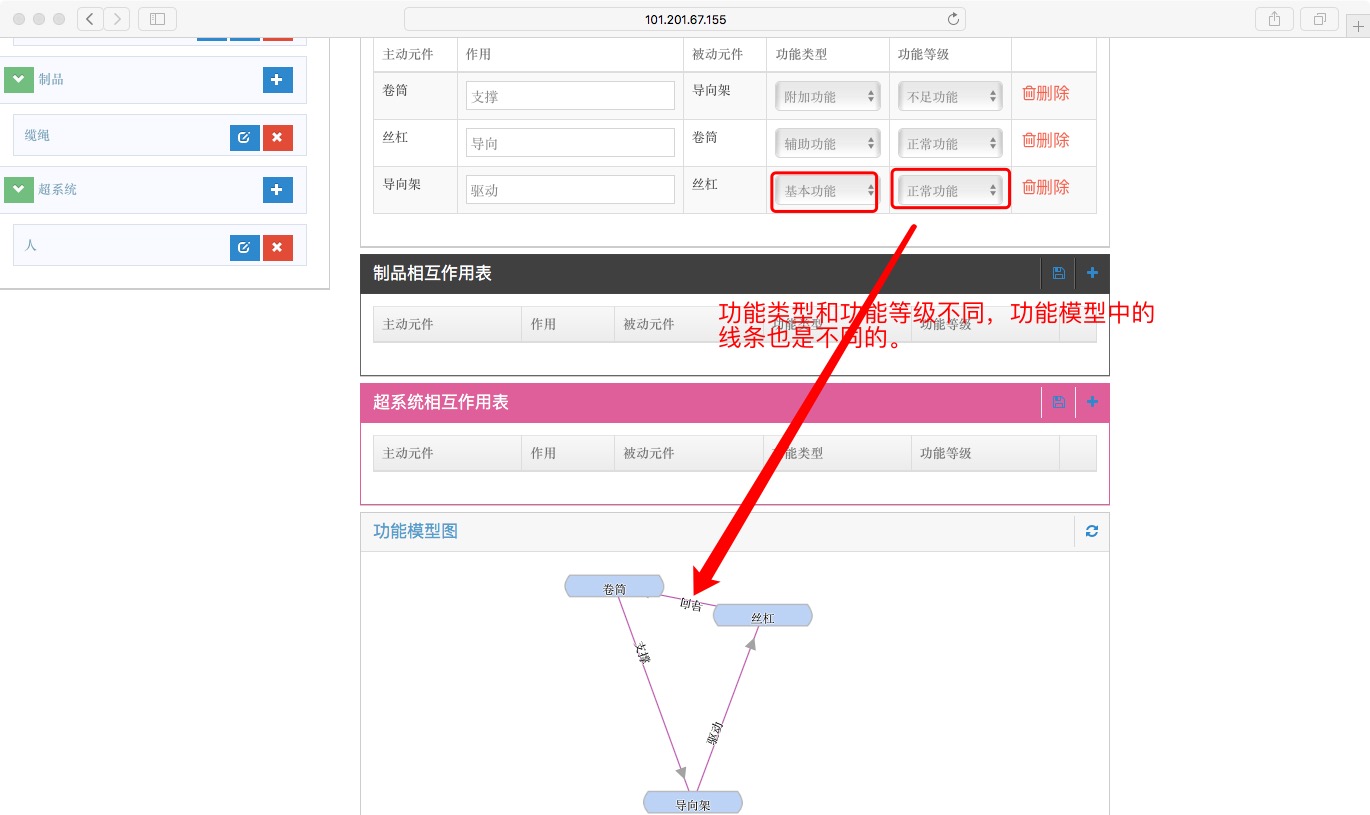 101.201.67.155
主动元件 作用 被动元件 功能类型 功能等级
卷筒 支撑 导向架 附加功能 不足功能 删除
丝杠 导向 卷筒 辅助功能 正常功能 删除
导向架 驱动 丝杠 基本功能 正常功能 删除
制品
缆绳
超系统
人
制品相互作用表
主动元件 作用 被动元件 功能类型 功能等级
功能类型和功能等级不同，功能模型中的
线条也是不同的。
超系统相互作用表
主动元件 作用 被动元件 功能类型 功能等级
功能模型图
卷筒
导向
丝杠
支撑
驱动
导向架